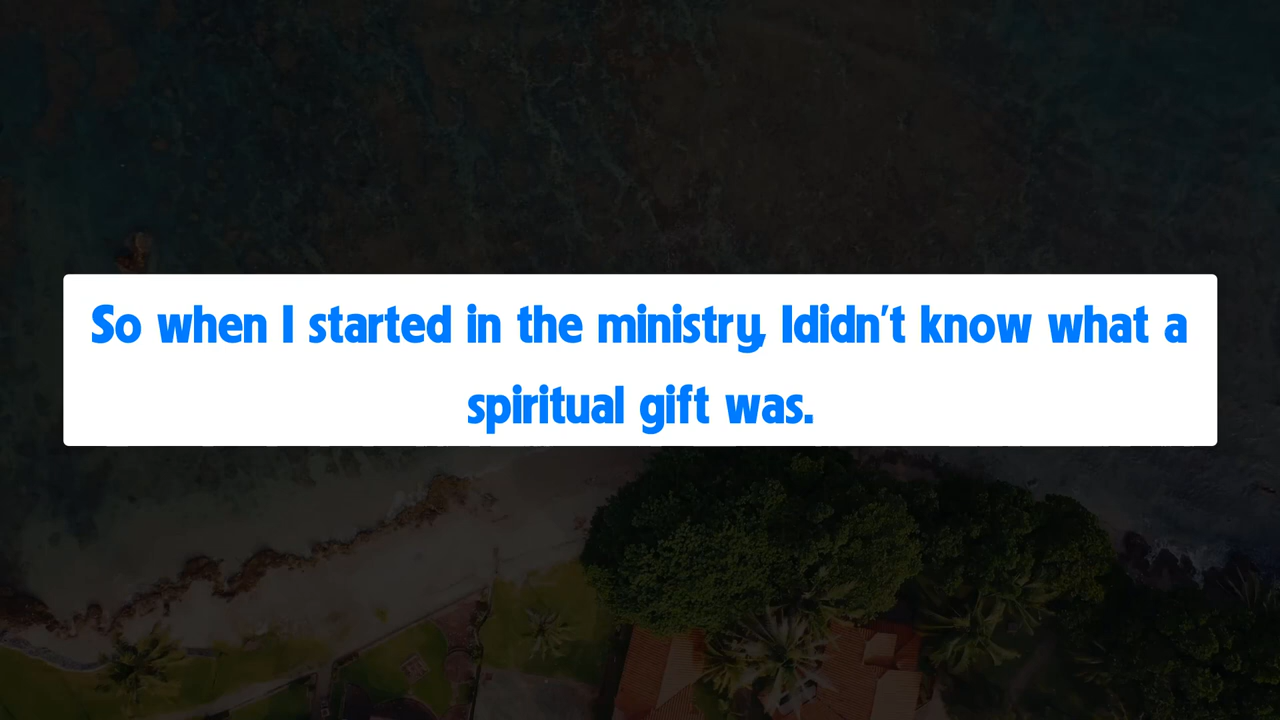 So when I started in the ministry, Ididn't know what a
spiritual gift was.